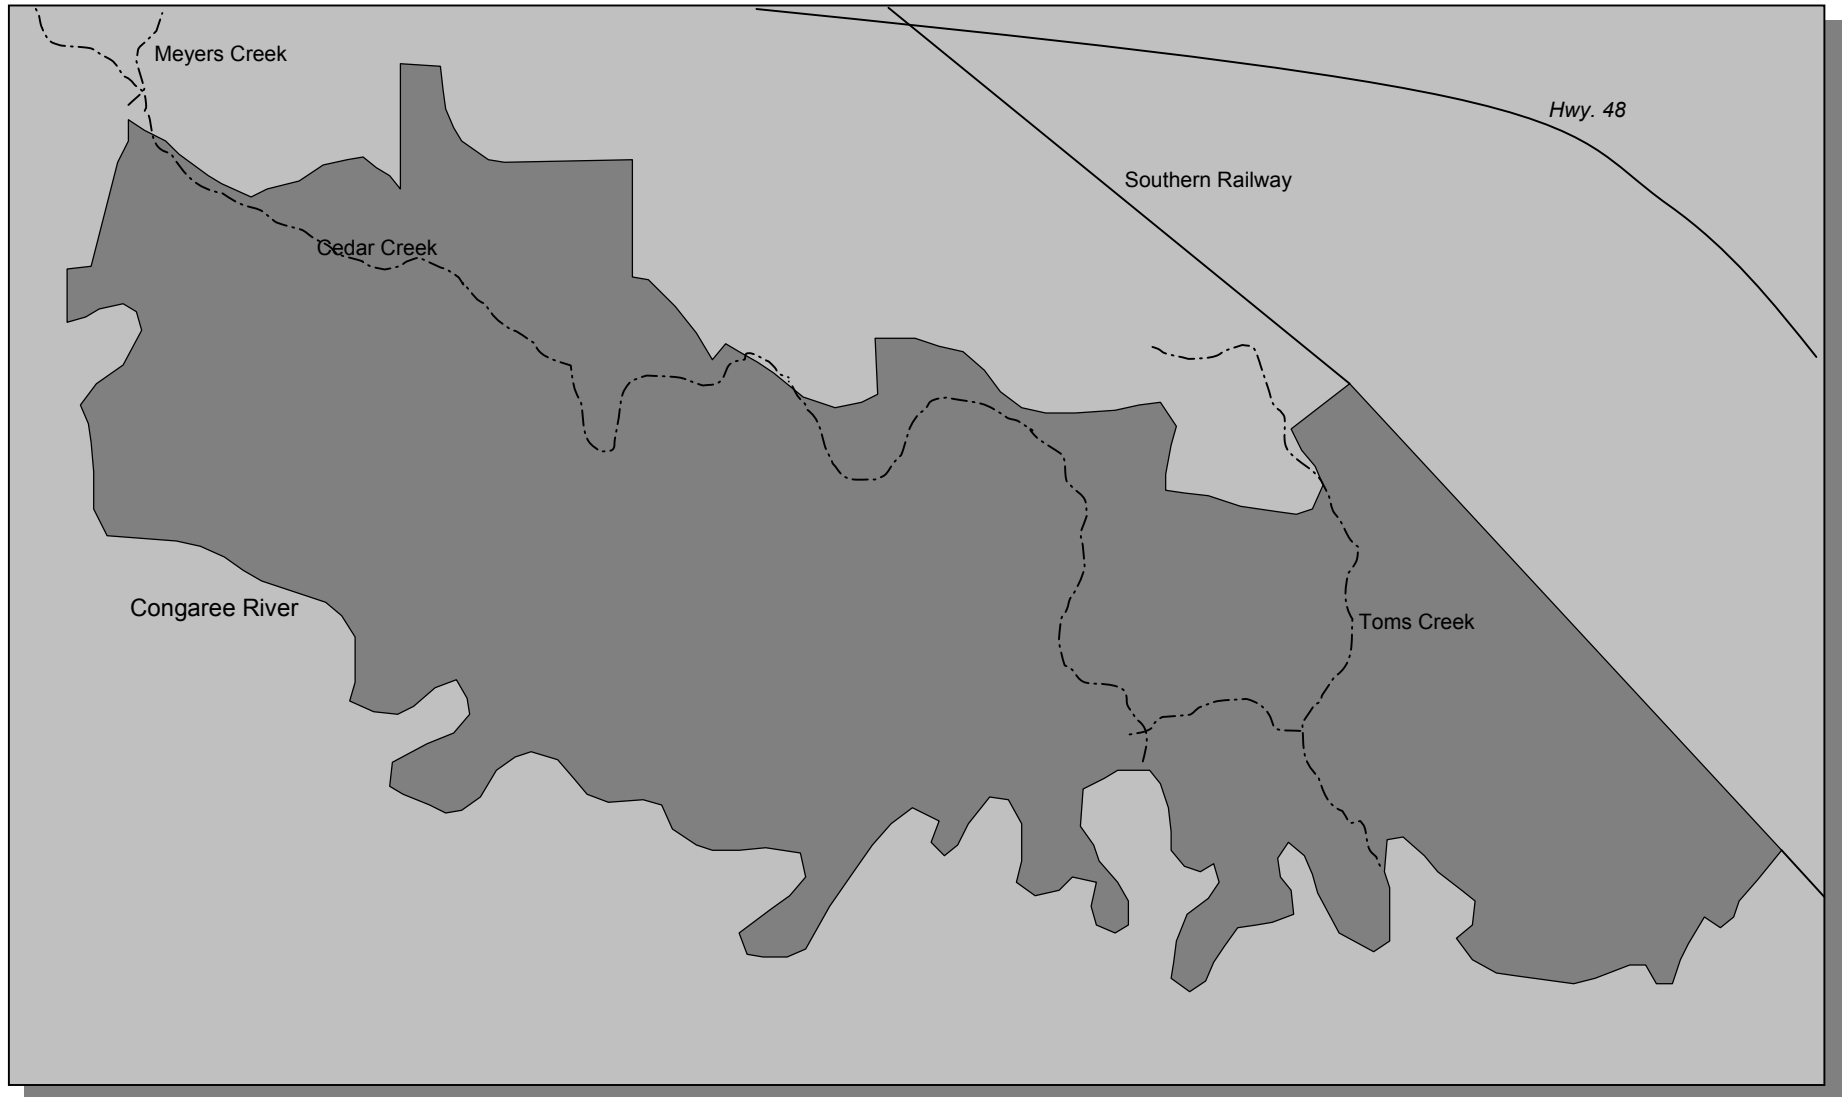 Meyers Creek
Hwy. 48
Southern Railway
Cedar Creek
Congaree River
Toms Creek